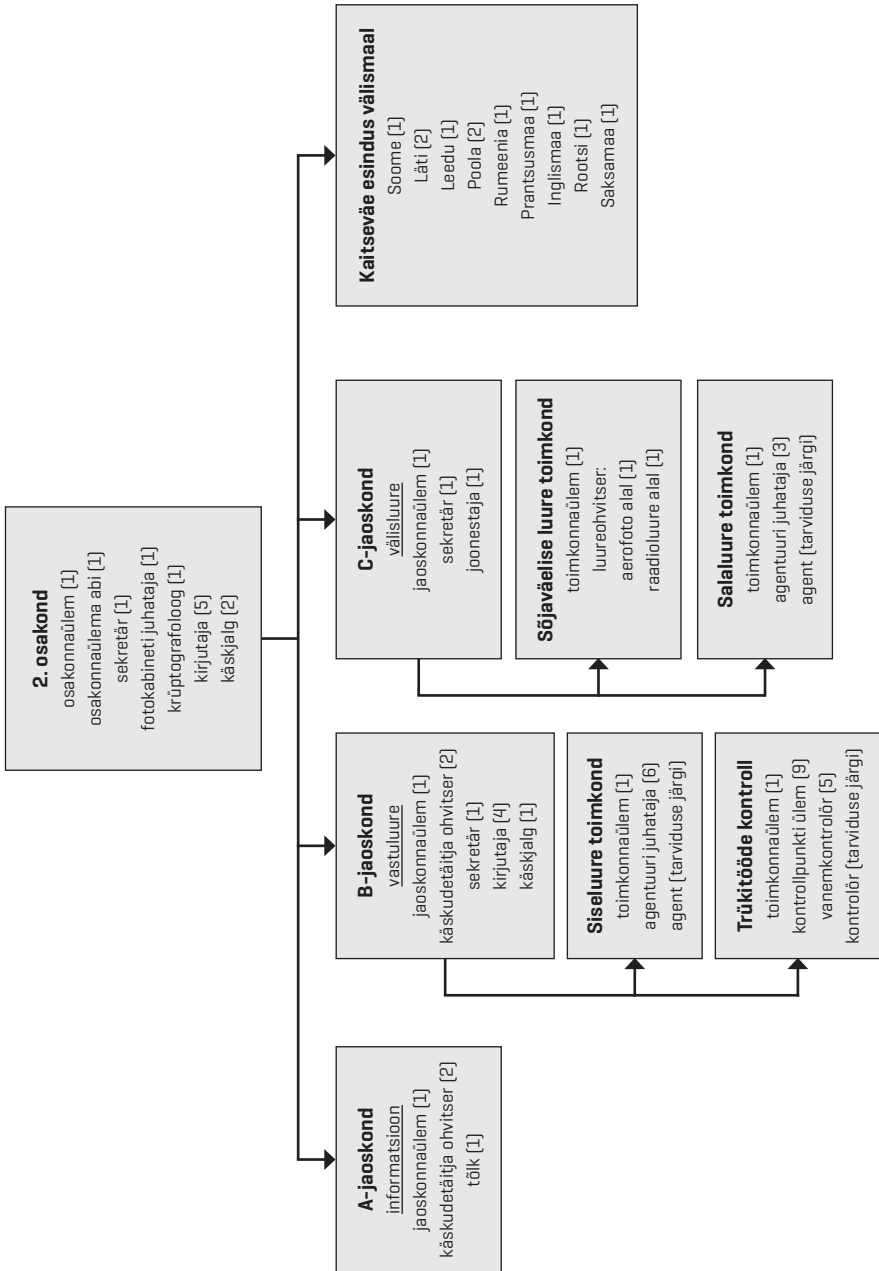 2. osakond
osakonnaülem (1)
osakonnaülema abi (1)
sekretär (1)
fotokabineti juhataja (1)
krüptografoloog (1)
kirjutaja (5)
käskjalg (2)
A-jaoskond
informatsioon
jaoskonnaülem (1)
käskudetäitja ohvitser (2)
tõlk (1)
B-jaoskond
vastuluure
jaoskonnaülem (1)
käskudetäitja ohvitser (2)
sekretär (1)
kirjutaja (4)
käskjalg (1)
Siseluure toimkond
toimkonnaülem (1)
agentuuri juhataja (6)
agent (tarviduse järgi)
Trükitööde kontroll
toimkonnaülem (1)
kontrollpunkti ülem (9)
vanemkontrolör (5)
kontrolör (tarviduse järgi)
C-jaoskond
välisluure
jaoskonnaülem (1)
sekretär (1)
joonestaja (1)
Sõjaväelise luure toimkond
toimkonnaülem (1)
luureohvitser:
aerofoto alal (1)
raadioluure alal (1)
Salaluure toimkond
toimkonnaülem (1)
agentuuri juhataja (3)
agent (tarviduse järgi)
Kaitseväe esindus välismaal
Soome (1)
Läti (2)
Leedu (1)
Poola (2)
Rumeenia (1)
Prantsusmaa (1)
Inglismaa (1)
Rootsi (1)
Saksamaa (1)